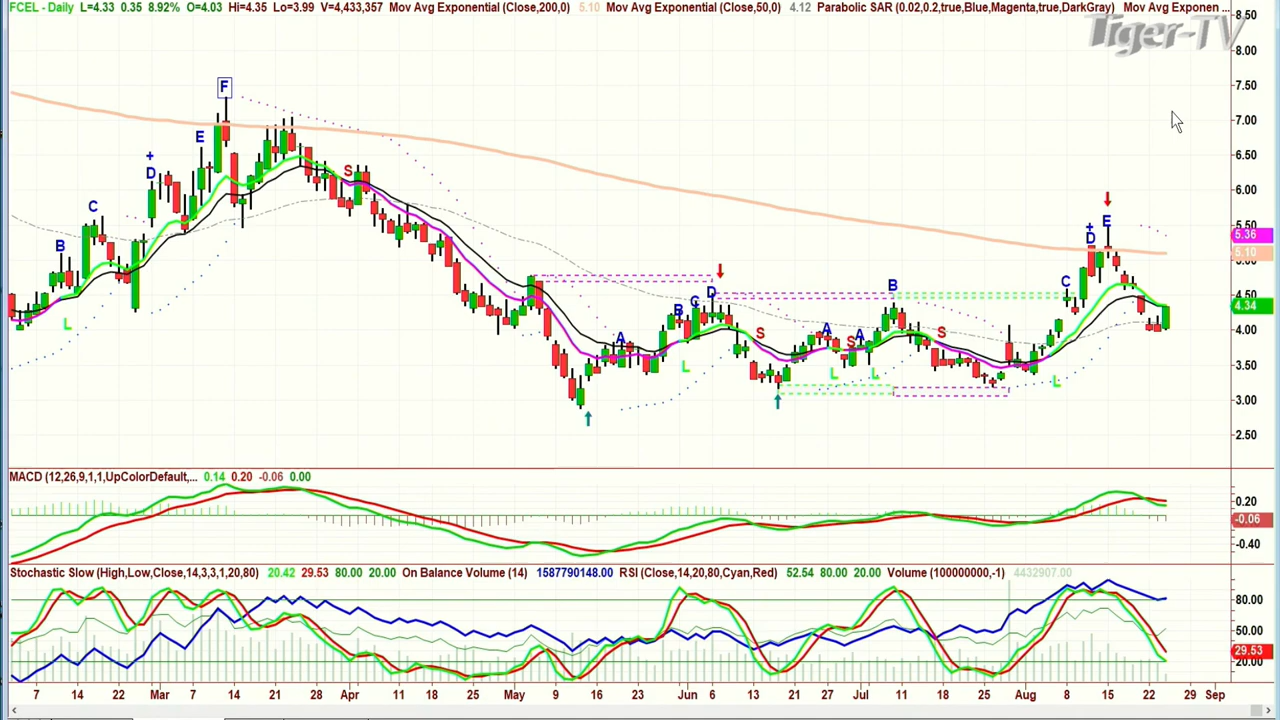 FCEL - Daily L=4.33 0.35 8.92% O=4.03 Hi=4.35 Lo=3.99 V=4,433,357 Mov Avg Exponential (Close,200,0) 5.10 Mov Avg Exponential (Close,50,0) 4.12 Parabolic SAR (0.02,0.2,true,Blue,Magenta,true,DarkGray) Mov Avg Exponen ...
8.50
Tiger-TV
8.00
F
7.50
7.00
E
+
D
6.50
S
6.00
C
B
5.50
+
D
E
5.36
5.10
5.00
4.50
C
B
D
C
B
4.34
L
A
S
A
S
A
S
4.00
L
L
L
L
3.50
3.00
2.50
MACD (12,26,9,1,1,UpColorDefault,... 0.14 0.20 -0.06 0.00
0.20
-0.06
-0.40
Stochastic Slow (High,Low,Close,14,3,3,1,20,80) 20.42 29.53 80.00 20.00 On Balance Volume (14) 1587790148.00 RSI (Close,14,20,80,Cyan,Red) 52.54 80.00 20.00 Volume (100000000,-1) 4432907.00
80.00
50.00
29.53
20.00
7 14 22 Mar 7 14 21 28 Apr 11 18 25 May 9 16 23 Jun 6 13 21 27 Jul 11 18 25 Aug 8 15 22 29 Sep